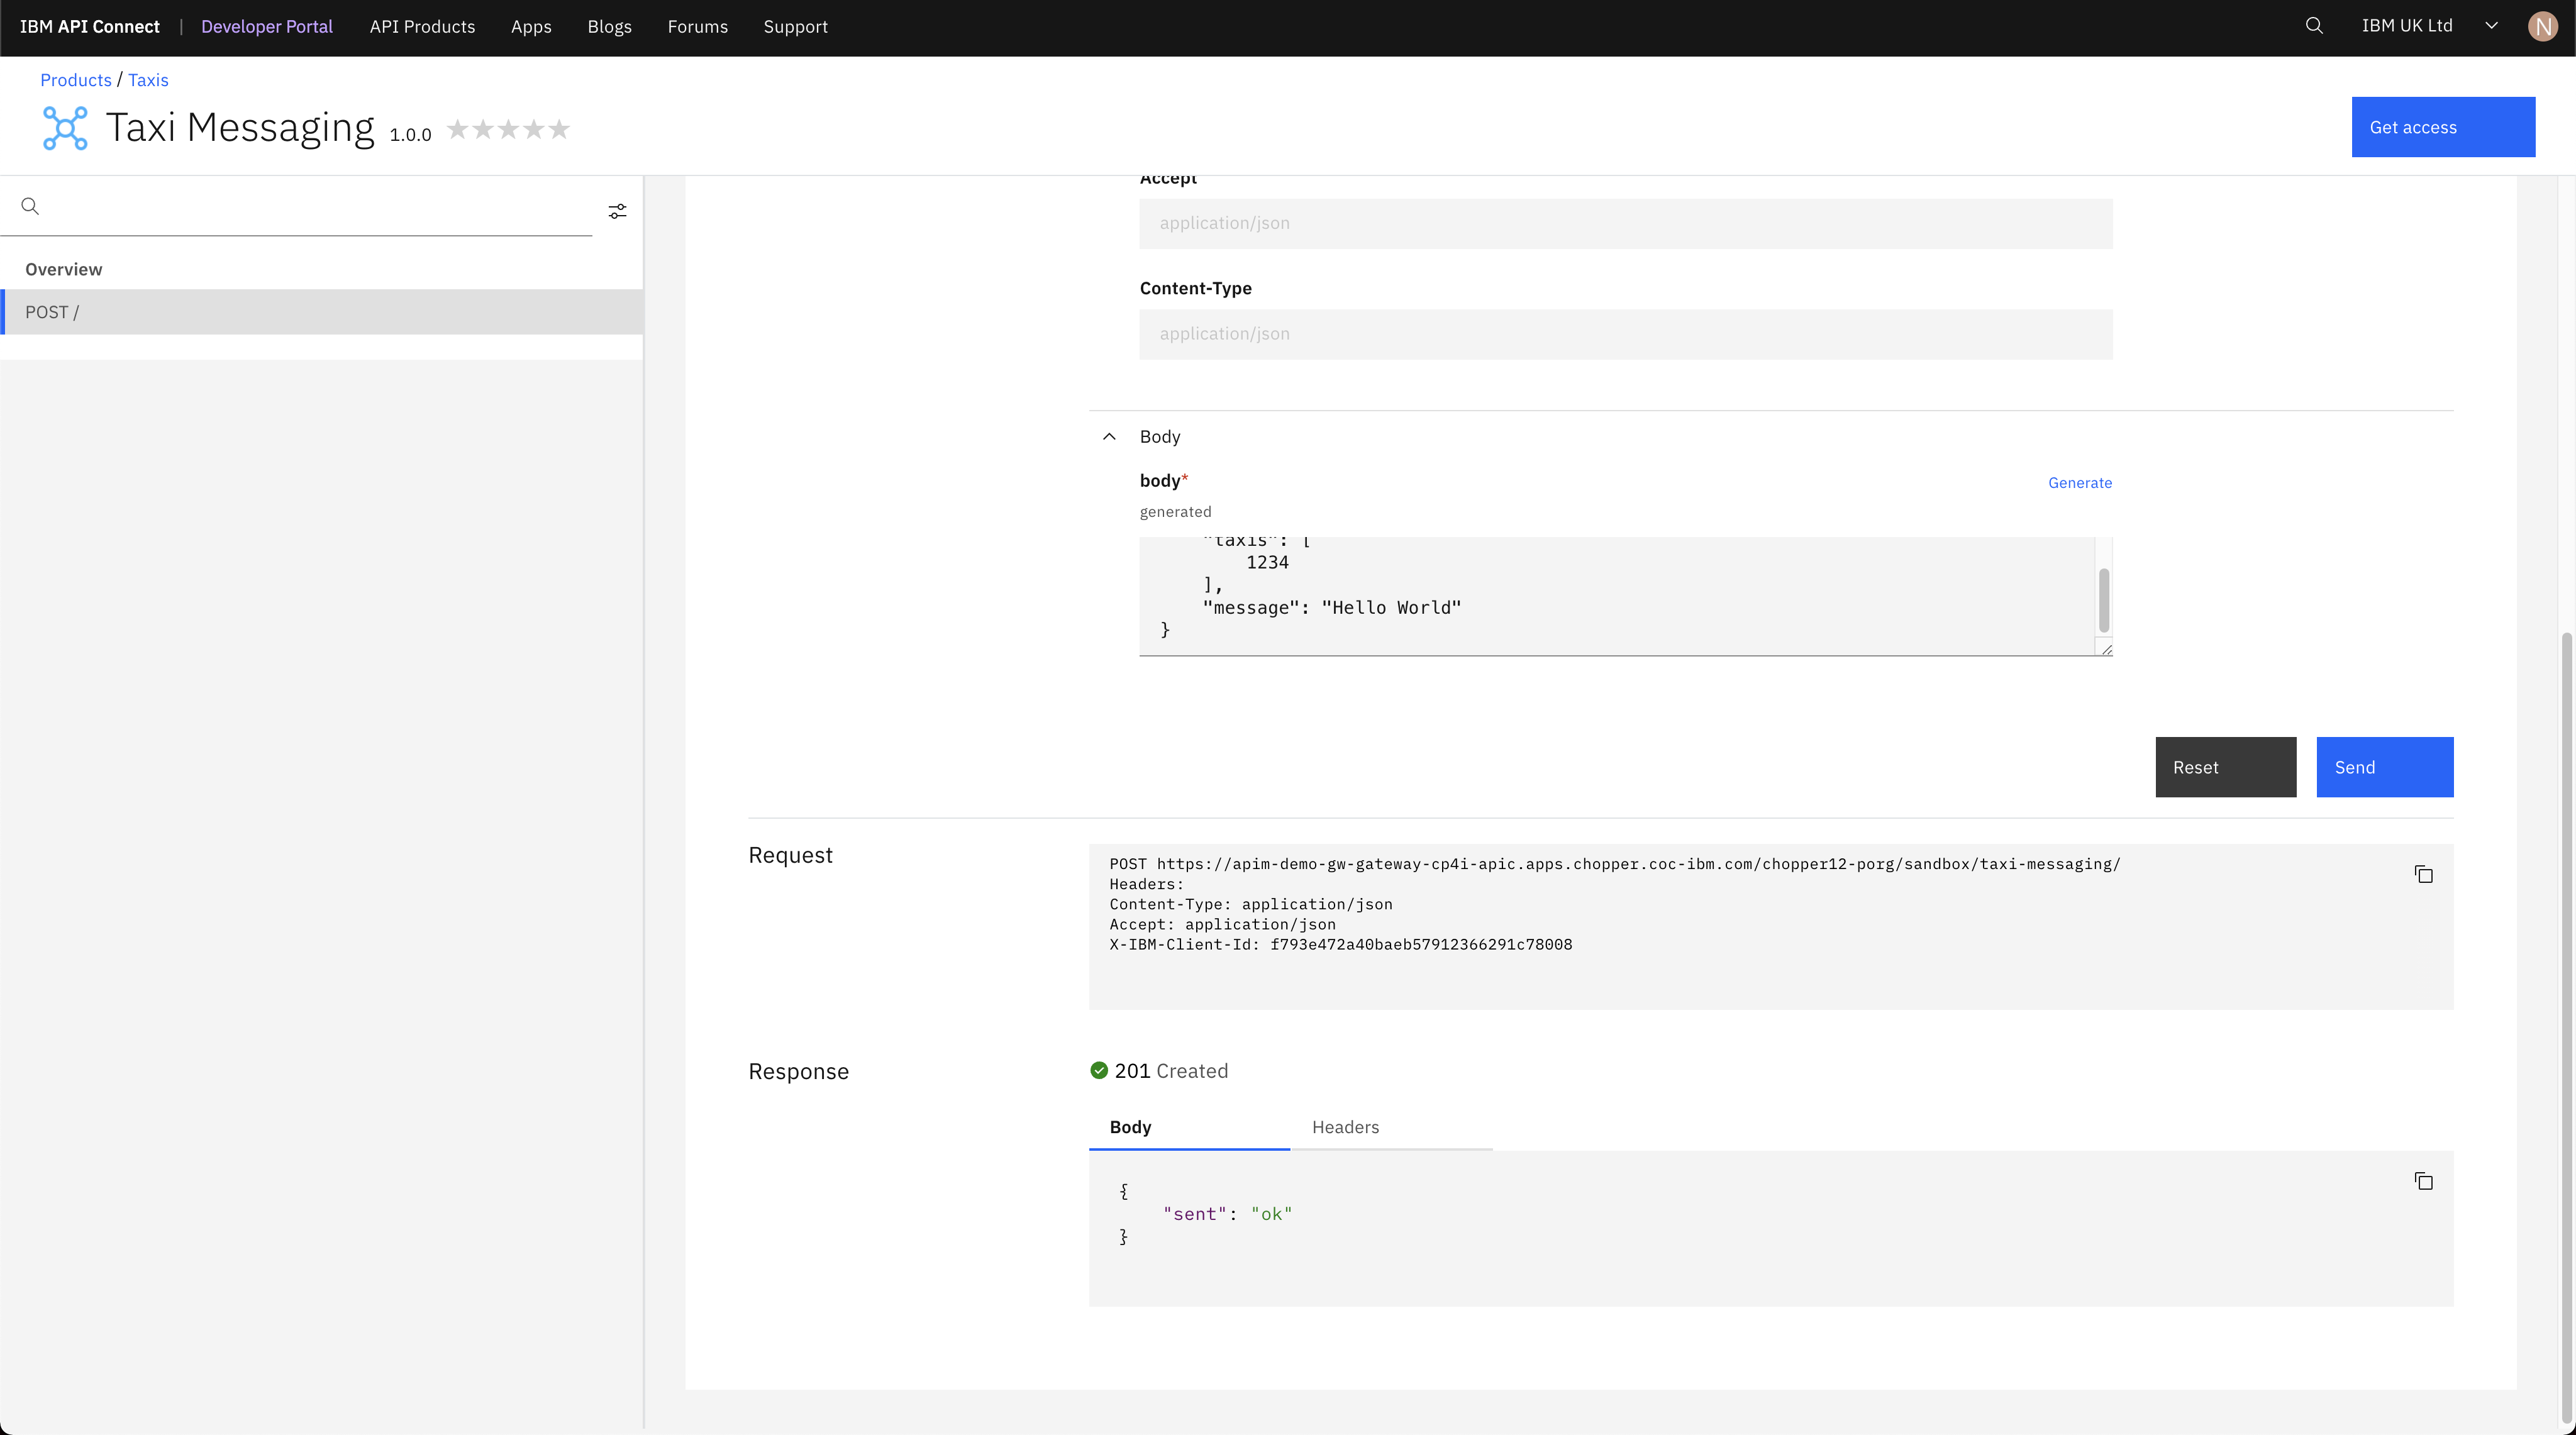 IBM API Connect | Developer Portal API Products Apps Blogs Forums Support IBM UK Ltd N
Products / Taxis
Taxi Messaging 1.0.0
Get access
Overview
POST /
Accept
application/json
Content-Type
application/json
Body
body*
Generate
generated
"taxis": [
1234
],
"message": "Hello World"
}
Reset
Send
Request
POST https://apim-demo-gw-gateway-cp4i-apic.apps.chopper.coc-ibm.com/chopper12-porg/sandbox/taxi-messaging/
Headers:
Content-Type: application/json
Accept: application/json
X-IBM-Client-Id: f793e472a40baeb57912366291c78008
Response
201 Created
Body Headers
{
"sent": "ok"
}